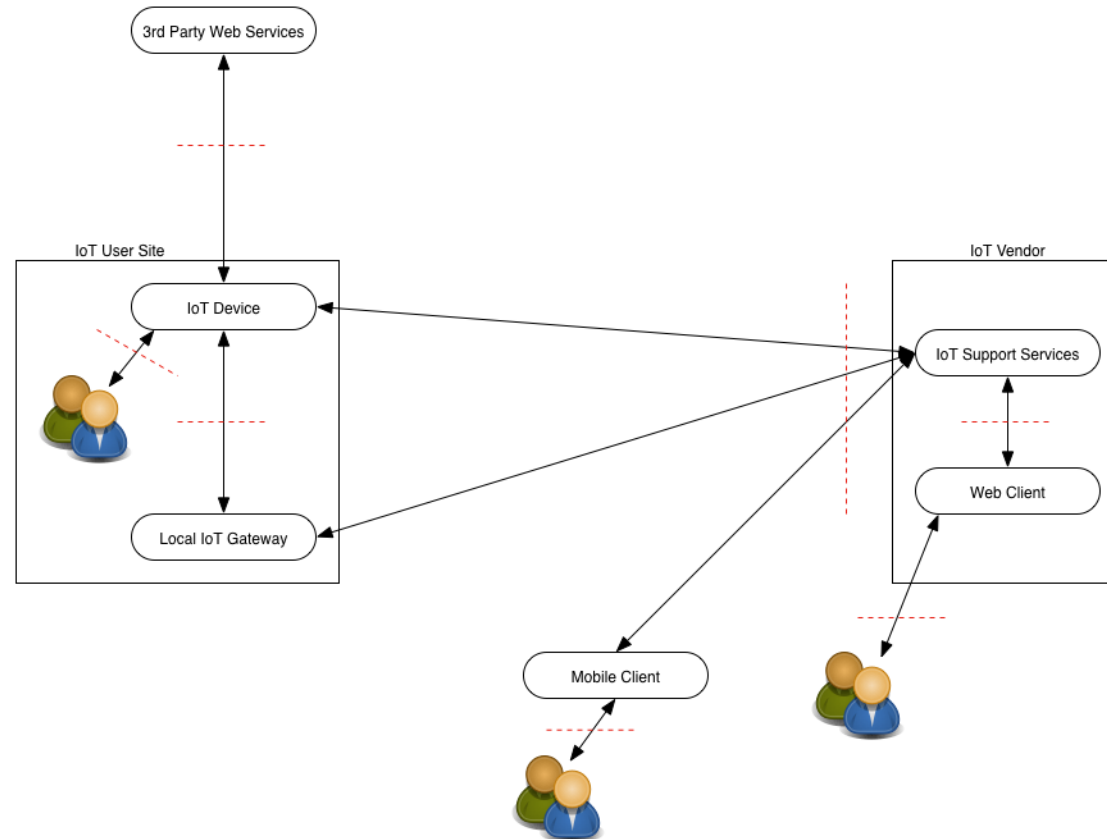 3rd Party Web Services
IoT User Site
IoT Vendor
IoT Device
IoT Support Services
Web Client
Local IoT Gateway
Mobile Client